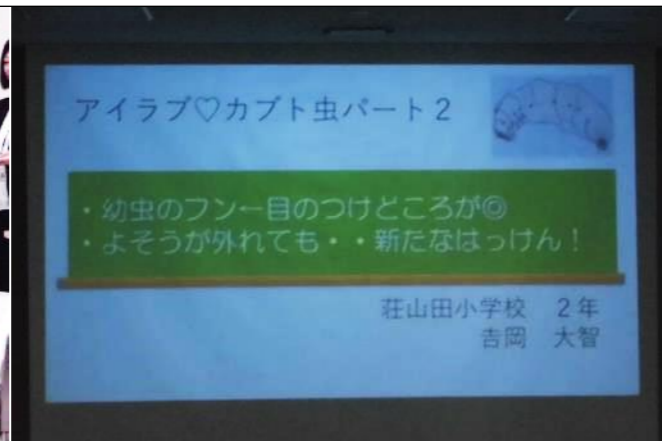 アイラブ♡カブト虫パート２
・幼虫のフンー目のつけどころが◎
・よそうが外れても・・新たなはっけん！
荘山田小学校　２年
吉岡　大智